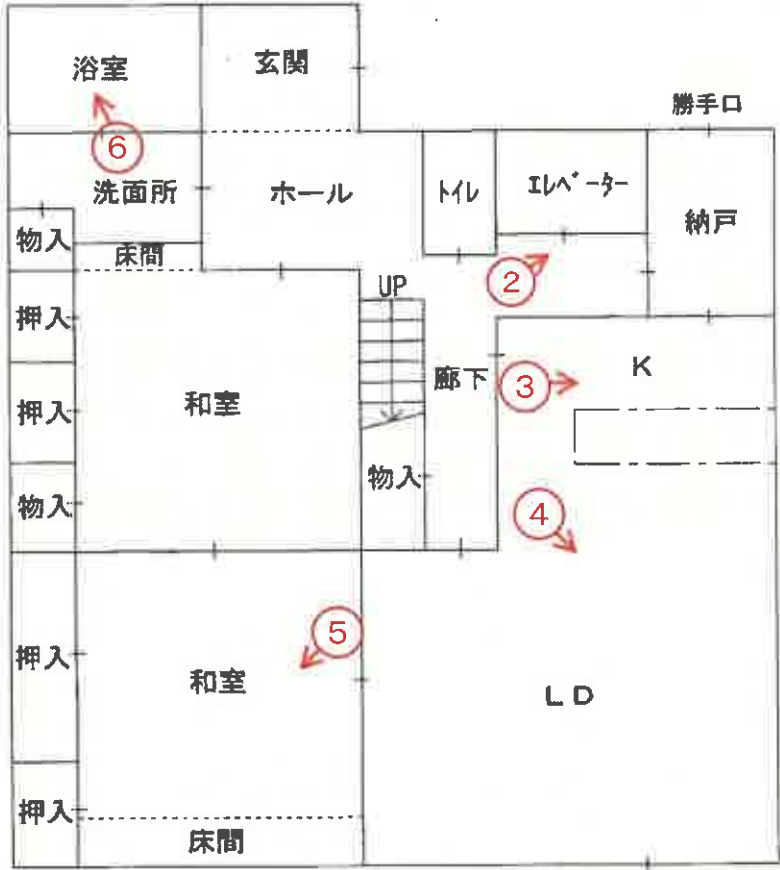 浴室
玄関
勝手口
⑥
洗面所
ホール
トイレ
エレベーター
納戸
物入
床間
②
UP
押入
廊下
③
K
押入
和室
物入
物入
④
⑤
押入
和室
LD
押入
床間